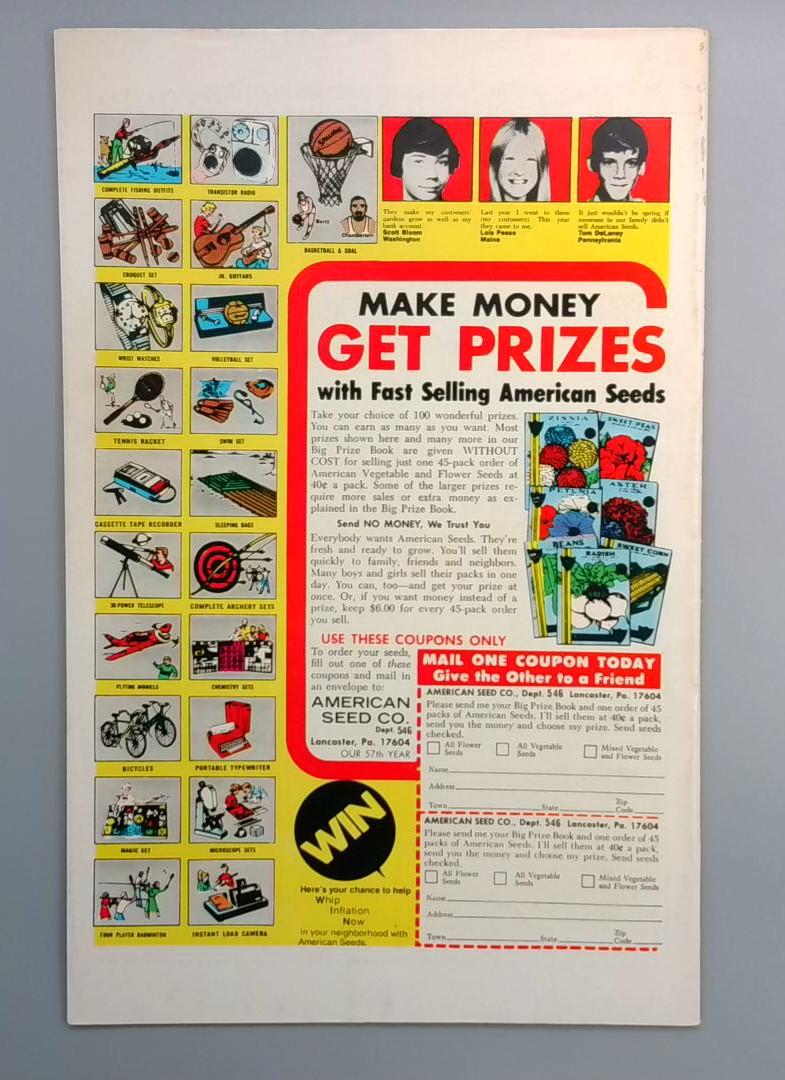 COMPLETE FISHING OUTFITS
TRANSISTOR RADIO
CROQUET SET
JR. GUITARS
WRIST WATCHES
VOLLEYBALL SET
TENNIS RACKET
SWIM SET
CASSETTE TAPE RECORDER
SLEEPING BAGS
30-POWER TELESCOPE
COMPLETE ARCHERY SETS
FLYING MODELS
CHEMISTRY SETS
BICYCLES
PORTABLE TYPEWRITER
MAGIC SET
MICROSCOPE SETS
FOUR PLAYER BADMINTON
INSTANT LOAD CAMERA
SPALDING
Barry
Chamberlain
BASKETBALL & GOAL
They make my customers'
gardens grow as well as my
bank account.
Scott Bloom
Washington
Last year I went to them
(my customers). This year
they came to me.
Lois Pease
Maine
It just wouldn't be spring if
someone in our family didn't
sell American Seeds.
Tom DeLaney
Pennsylvania
MAKE MONEY
GET PRIZES
with Fast Selling American Seeds
Take your choice of 100 wonderful prizes.
You can earn as many as you want. Most
prizes shown here and many more in our
Big Prize Book are given WITHOUT
COST for selling just one 45-pack order of
American Vegetable and Flower Seeds at
40¢ a pack. Some of the larger prizes re-
quire more sales or extra money as ex-
plained in the Big Prize Book.
Send NO MONEY, We Trust You
Everybody wants American Seeds. They're
fresh and ready to grow. You'll sell them
quickly to family, friends and neighbors.
Many boys and girls sell their packs in one
day. You can, too—and get your prize at
once. Or, if you want money instead of a
prize, keep $6.00 for every 45-pack order
you sell.
ZINNIA
SWEET PEAS
PETUNIA
ASTER
BEANS
RADISH
SWEET CORN
USE THESE COUPONS ONLY
To order your seeds,
fill out one of these
coupons and mail in
an envelope to:
AMERICAN
SEED CO.
Dept. 546
Lancaster, Pa. 17604
OUR 57th YEAR
MAIL ONE COUPON TODAY
Give the Other to a Friend
AMERICAN SEED CO., Dept. 546 Lancaster, Pa. 17604
Please send me your Big Prize Book and one order of 45
packs of American Seeds. I'll sell them at 40¢ a pack,
send you the money and choose my prize. Send seeds
checked.
All Flower Seeds
All Vegetable Seeds
Mixed Vegetable and Flower Seeds
Name
Address
Town State Zip Code
AMERICAN SEED CO., Dept. 546 Lancaster, Pa. 17604
Please send me your Big Prize Book and one order of 45
packs of American Seeds. I'll sell them at 40¢ a pack,
send you the money and choose my prize. Send seeds
checked.
All Flower Seeds
All Vegetable Seeds
Mixed Vegetable and Flower Seeds
Name
Address
Town State Zip Code
WIN
Here's your chance to help
Whip
Inflation
Now
in your neighborhood with
American Seeds.